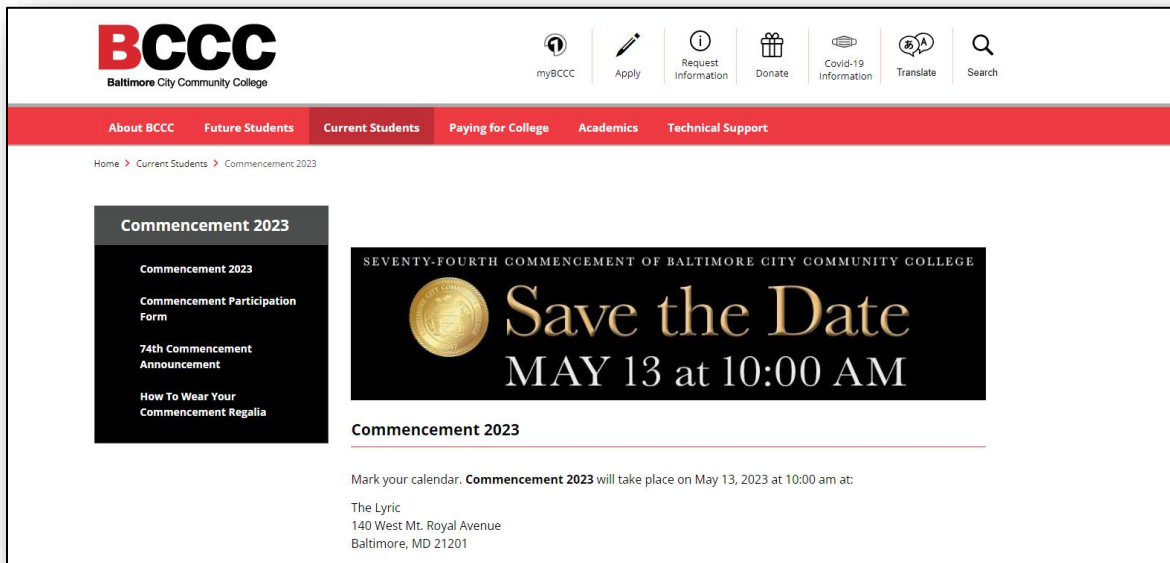 BCCC
Baltimore City Community College
myBCCC
Apply
Request
Information
Donate
Covid-19
Information
Translate
Search
About BCCC Future Students Current Students Paying for College Academics Technical Support
Home > Current Students > Commencement 2023
Commencement 2023
Commencement 2023
Commencement Participation
Form
74th Commencement
Announcement
How To Wear Your
Commencement Regalia
SEVENTY-FOURTH COMMENCEMENT OF BALTIMORE CITY COMMUNITY COLLEGE
Save the Date
MAY 13 at 10:00 AM
Commencement 2023
Mark your calendar. Commencement 2023 will take place on May 13, 2023 at 10:00 am at:
The Lyric
140 West Mt. Royal Avenue
Baltimore, MD 21201